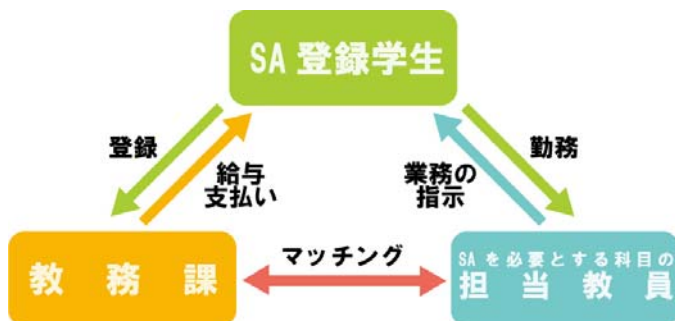 SA 登録学生
登録
給与
支払い
業務の
指示
勤務
教務課
マッチング
SAを必要とする科目の
担当教員